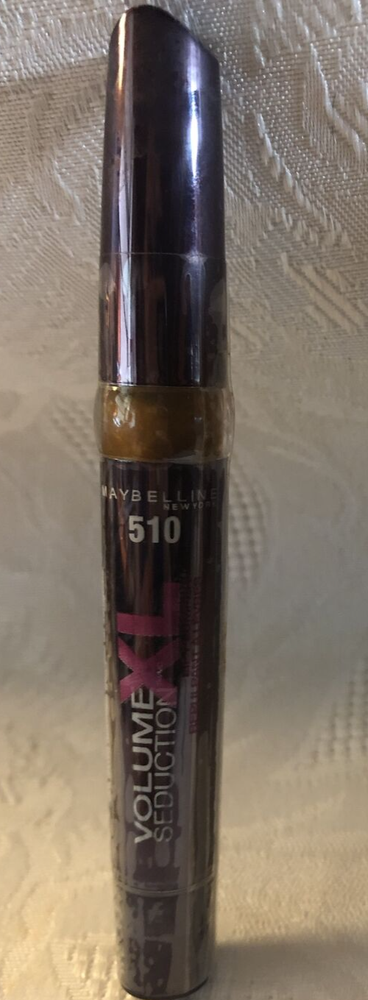 MAYBELLINE
NEW YORK
510
XL
VOLUME
SEDUCTION